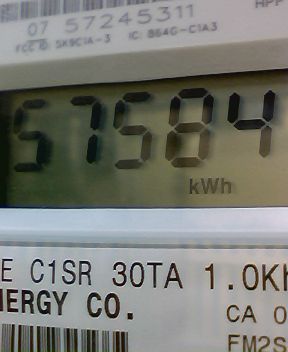 HPP
07 57245311
FCC ID: SK9C1A-3 IC: 864G-C1A3
57584
kWh
E C1SR 30TA 1.0K
NERGY CO.
CA 0
FM2S